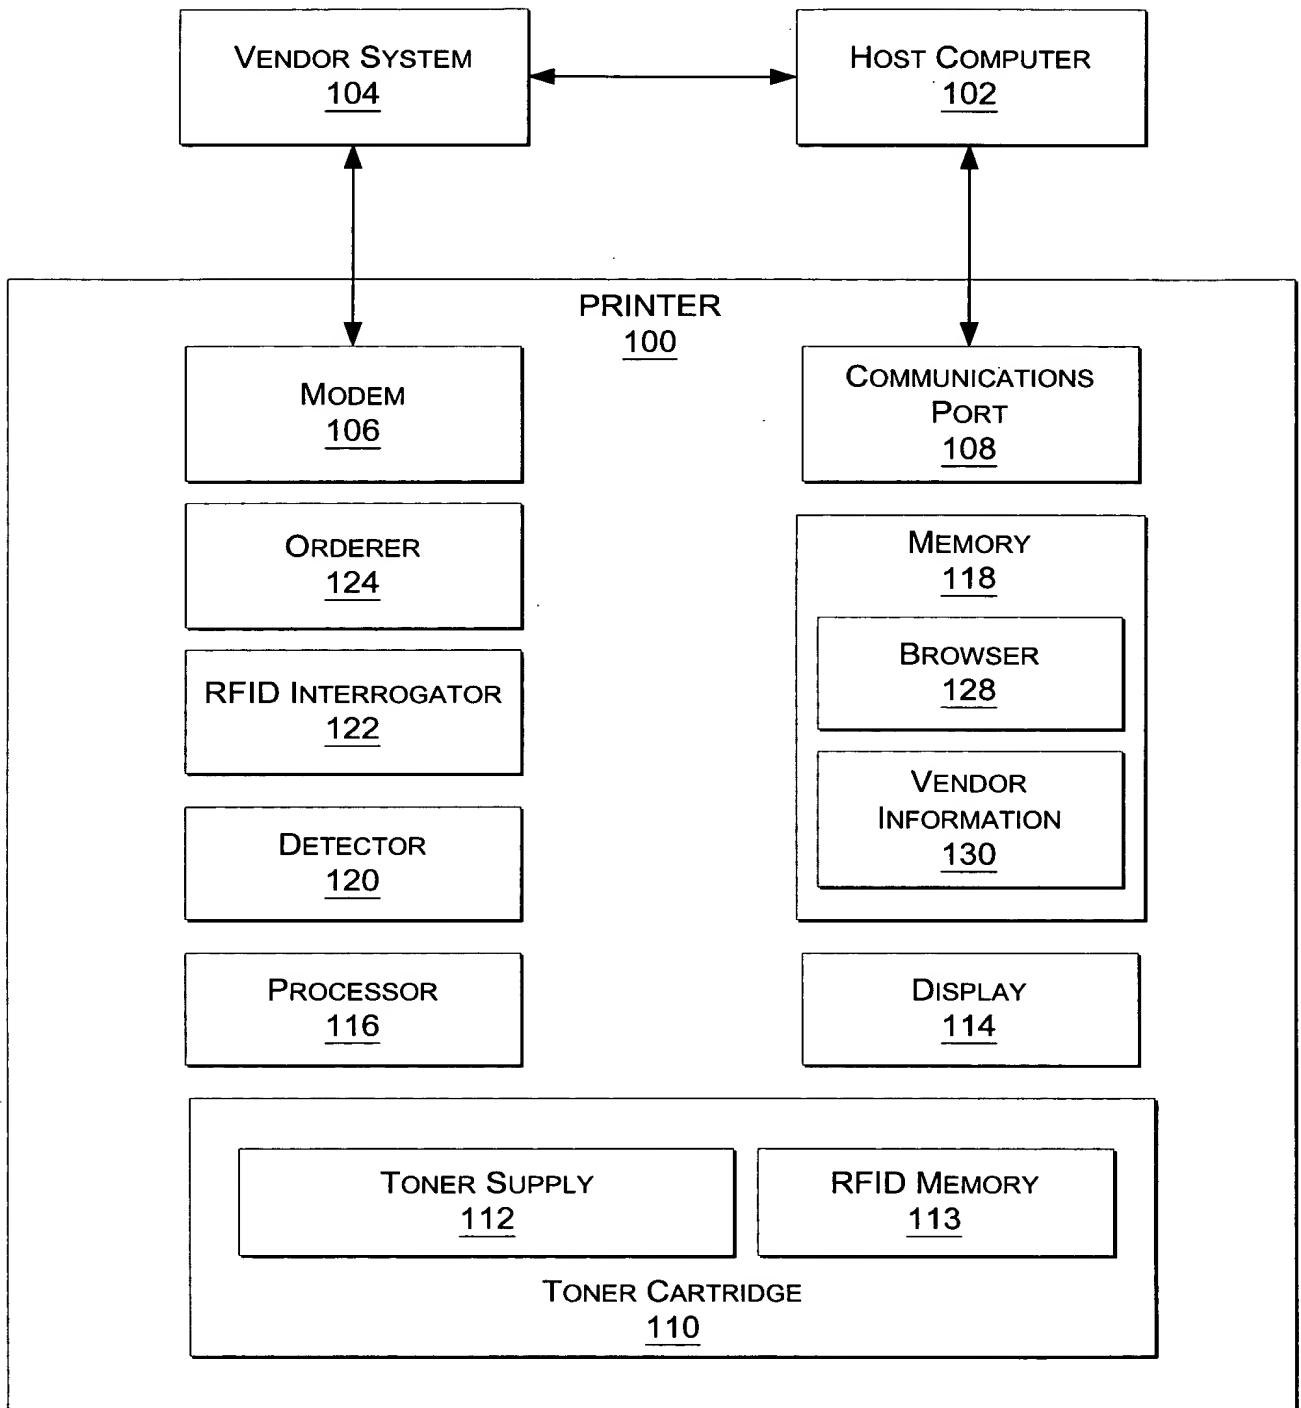 VENDOR SYSTEM
104
HOST COMPUTER
102
PRINTER
100
MODEM
106
COMMUNICATIONS
PORT
108
ORDERER
124
MEMORY
118
BROWSER
128
RFID INTERROGATOR
122
VENDOR
INFORMATION
130
DETECTOR
120
PROCESSOR
116
DISPLAY
114
TONER SUPPLY
112
RFID MEMORY
113
TONER CARTRIDGE
110